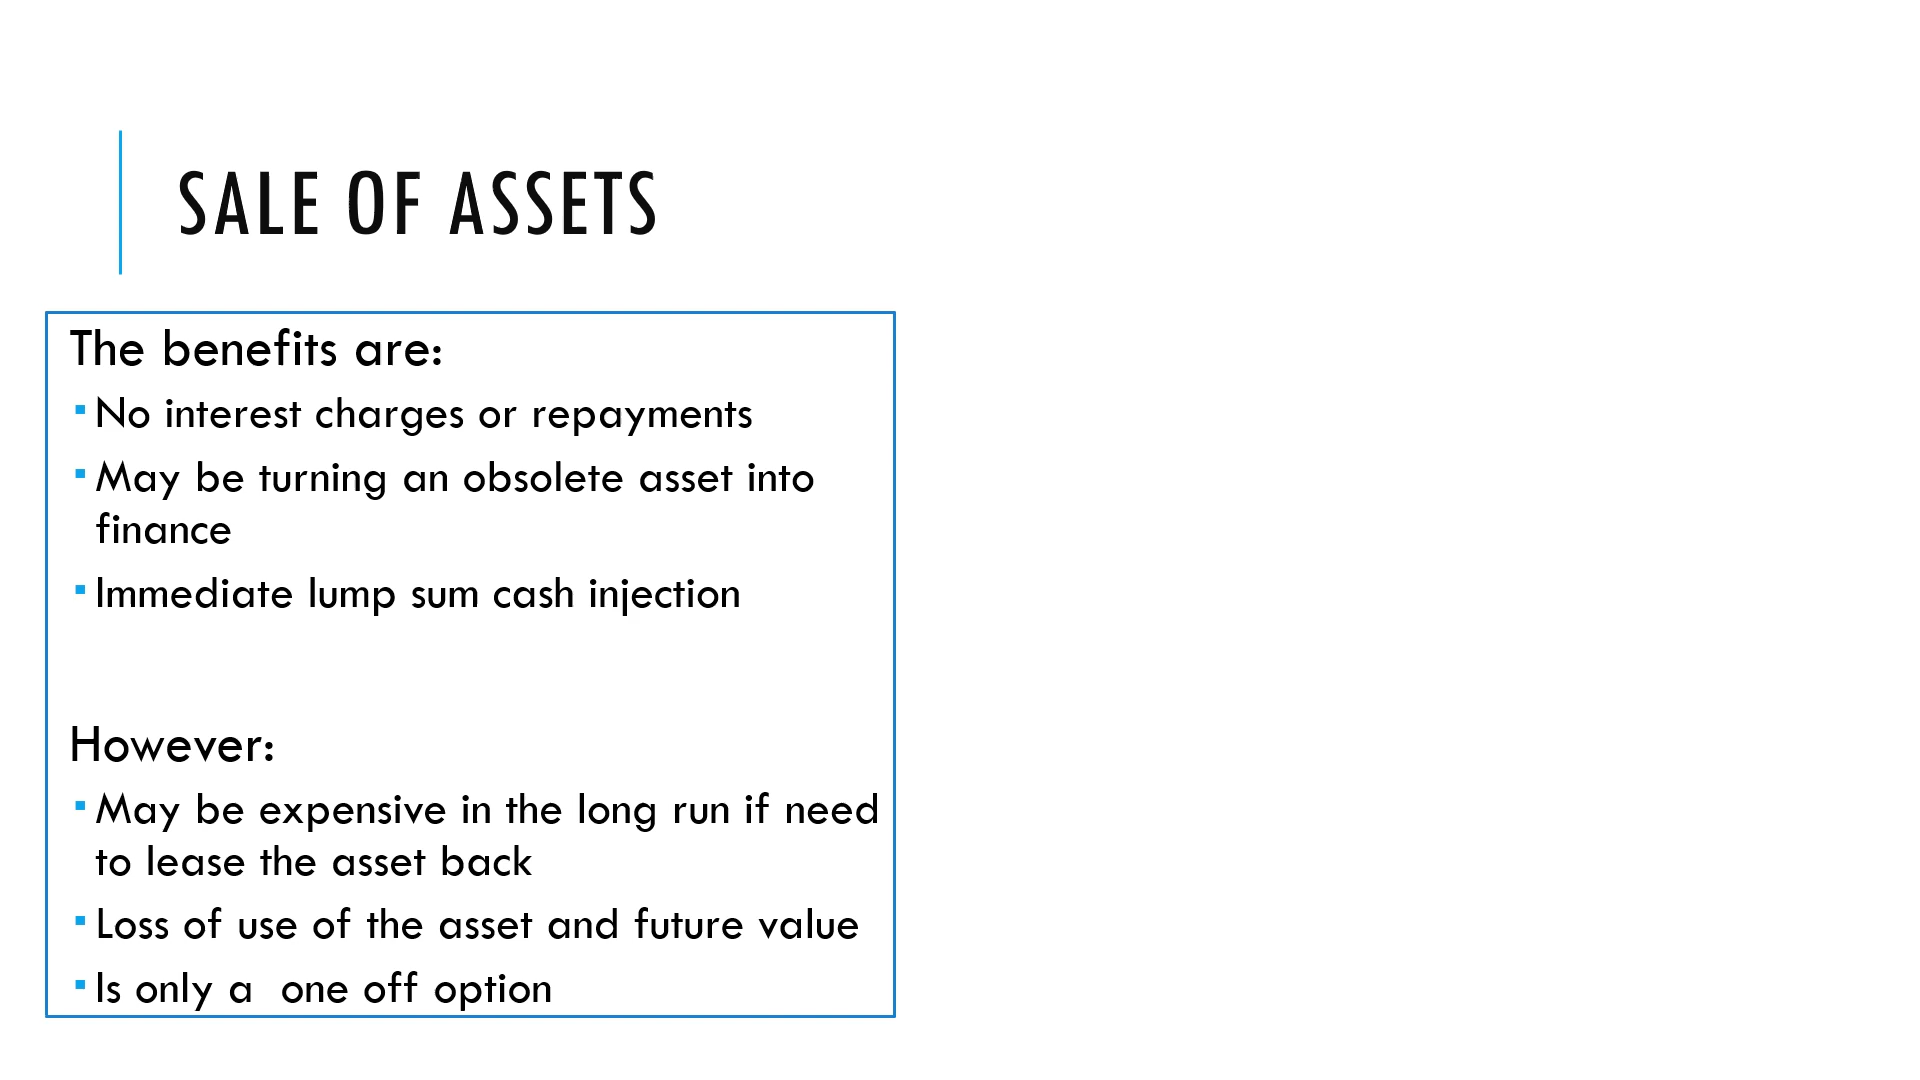 SALE OF ASSETS
The benefits are:
▪No interest charges or repayments
▪May be turning an obsolete asset into
finance
▪Immediate lump sum cash injection
However:
▪May be expensive in the long run if need
to lease the asset back
▪Loss of use of the asset and future value
▪Is only a  one off option